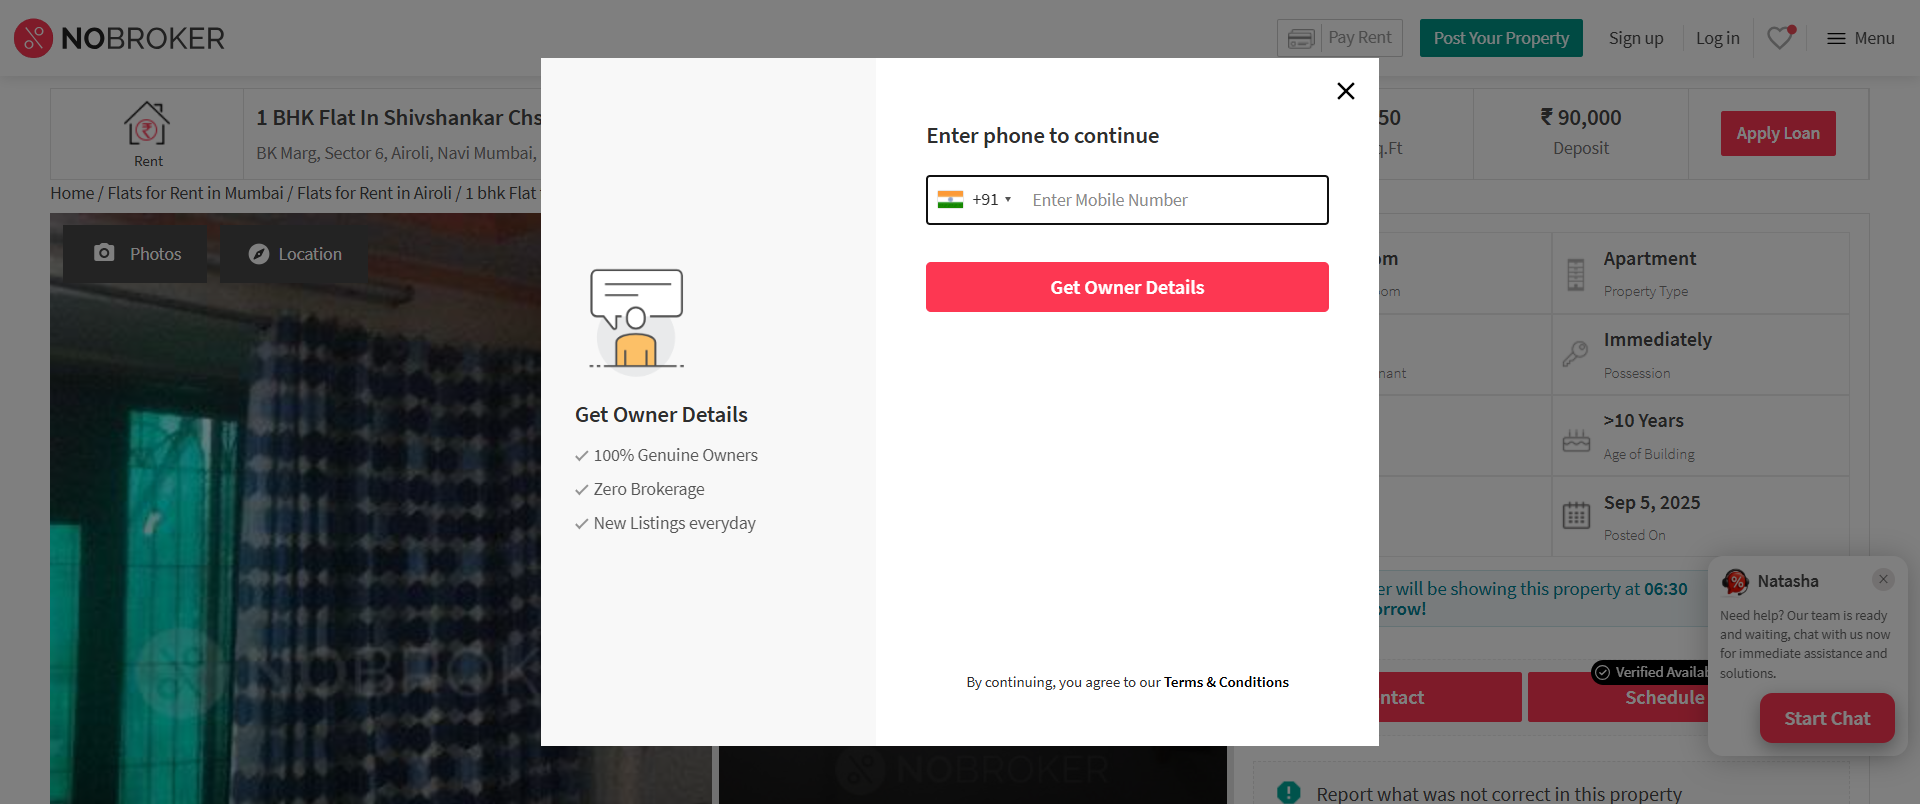 NOBROKER
Pay Rent
Post Your Property
Sign up
Log in
Menu
Rent
1 BHK Flat In Shivshankar Chs
BK Marg, Sector 6, Airoli, Navi Mumbai,
50
q.Ft
₹ 90,000
Deposit
Apply Loan
Home / Flats for Rent in Mumbai / Flats for Rent in Airoli / 1 bhk Flat
Photos
Location
Enter phone to continue
+91
Enter Mobile Number
Get Owner Details
Get Owner Details
100% Genuine Owners
Zero Brokerage
New Listings everyday
By continuing, you agree to our Terms & Conditions
om
oom
Apartment
Property Type
nant
Immediately
Possession
>10 Years
Age of Building
Sep 5, 2025
Posted On
er will be showing this property at 06:30
orrow!
Verified Availab
ntact
Schedule
Natasha
Need help? Our team is ready
and waiting, chat with us now
for immediate assistance and
solutions.
Start Chat
NOBROK
NOBROKER
Report what was not correct in this property